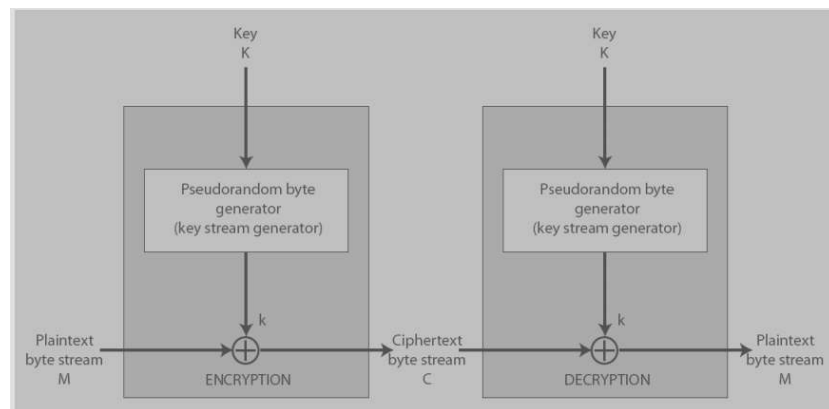 Key
K
Key
K
Pseudorandom byte
generator
(key stream generator)
Pseudorandom byte
generator
(key stream generator)
k
k
Plaintext
byte stream
M
Ciphertext
byte stream
C
Plaintext
byte stream
M
ENCRYPTION
DECRYPTION